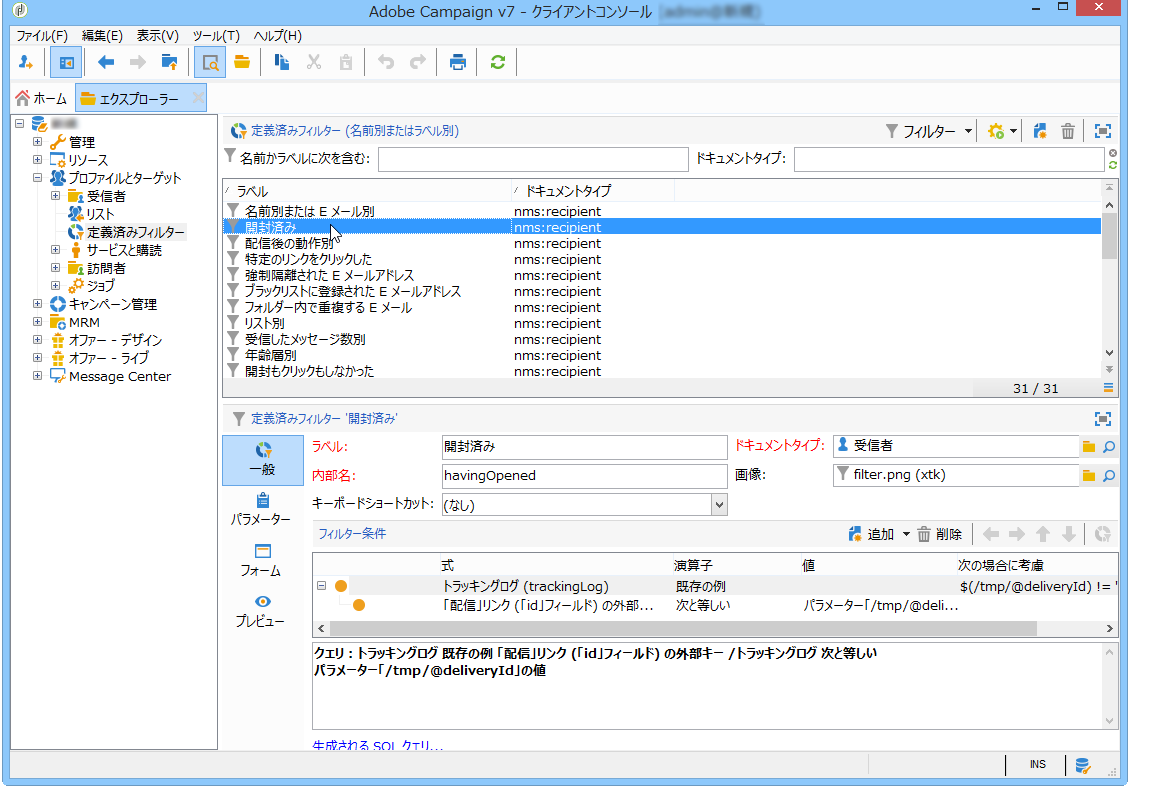 Adobe Campaign v7 - クライアントコンソール
ファイル(F) 編集(E) 表示(V) ツール(T) ヘルプ(H)
ホーム エクスプローラー
管理
リソース
プロファイルとターゲット
受信者
リスト
定義済みフィルター
サービスと購読
訪問者
ジョブ
キャンペーン管理
MRM
オファー - デザイン
オファー - ライブ
Message Center
定義済みフィルター (名前別またはラベル別) フィルター
名前かラベルに次を含む: ドキュメントタイプ:
ラベル ドキュメントタイプ
名前別または E メール別 nms:recipient
開封済み nms:recipient
配信後の動作別 nms:recipient
特定のリンクをクリックした nms:recipient
強制隔離された E メールアドレス nms:recipient
ブラックリストに登録された E メールアドレス nms:recipient
フォルダー内で重複する E メール nms:recipient
リスト別 nms:recipient
受信したメッセージ数別 nms:recipient
年齢層別 nms:recipient
開封もクリックもしなかった nms:recipient
31 / 31
定義済みフィルター '開封済み'
一般
パラメーター
フォーム
プレビュー
ラベル: 開封済み ドキュメントタイプ: 受信者
内部名: havingOpened 画像: filter.png (xtk)
キーボードショートカット: (なし)
フィルター条件 追加 削除
式 演算子 値 次の場合に考慮
トラッキングログ (trackingLog) 既存の例 $(/tmp/@deliveryId) != '
「配信」リンク (「id」フィールド) の外部... 次と等しい パラメーター「/tmp/@deli...
クエリ : トラッキングログ 既存の例 「配信」リンク (「id」フィールド) の外部キー /トラッキングログ 次と等しい
パラメーター「/tmp/@deliveryId」の値
生成される SQL クエリ...
INS